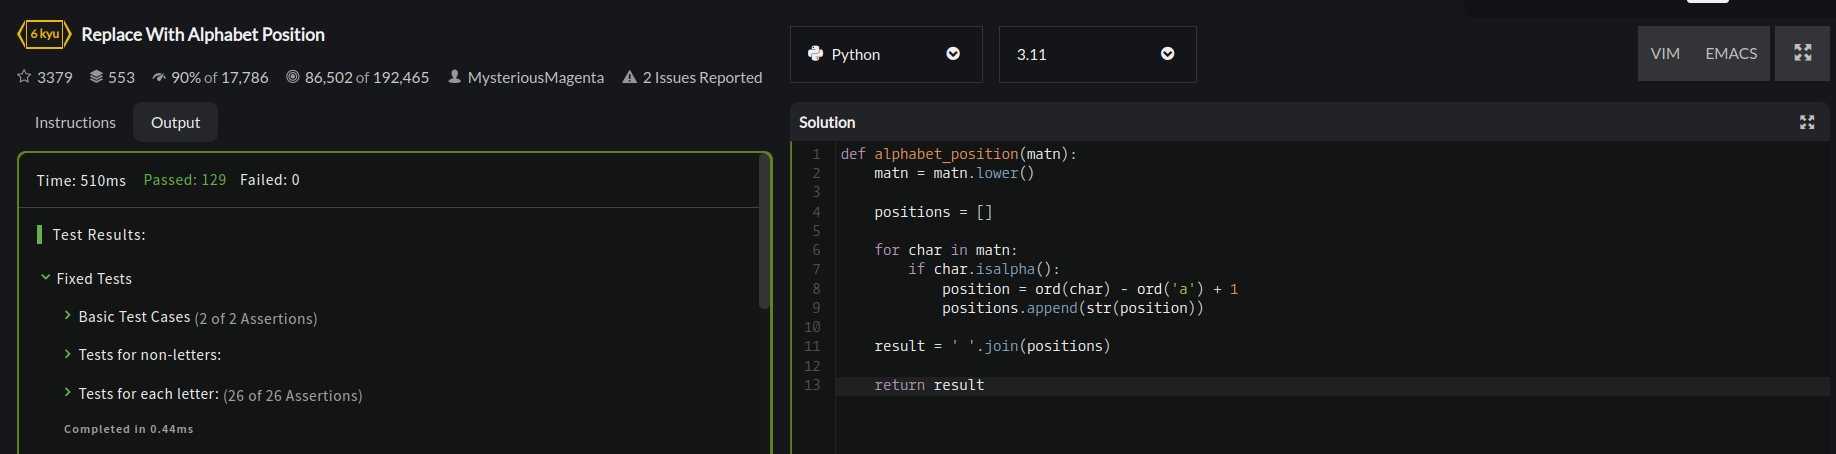 6 kyu Replace With Alphabet Position
3379 553 90% of 17,786 86,502 of 192,465 MysteriousMagenta 2 Issues Reported
Instructions Output
Time: 510ms Passed: 129 Failed: 0
Test Results:
Fixed Tests
Basic Test Cases (2 of 2 Assertions)
Tests for non-letters:
Tests for each letter: (26 of 26 Assertions)
Completed in 0.44ms
Python 3.11 VIM EMACS
Solution
1 def alphabet_position(matn):
2     matn = matn.lower()
3
4     positions = []
5
6     for char in matn:
7         if char.isalpha():
8             position = ord(char) - ord('a') + 1
9             positions.append(str(position))
10
11     result = ' '.join(positions)
12
13     return result